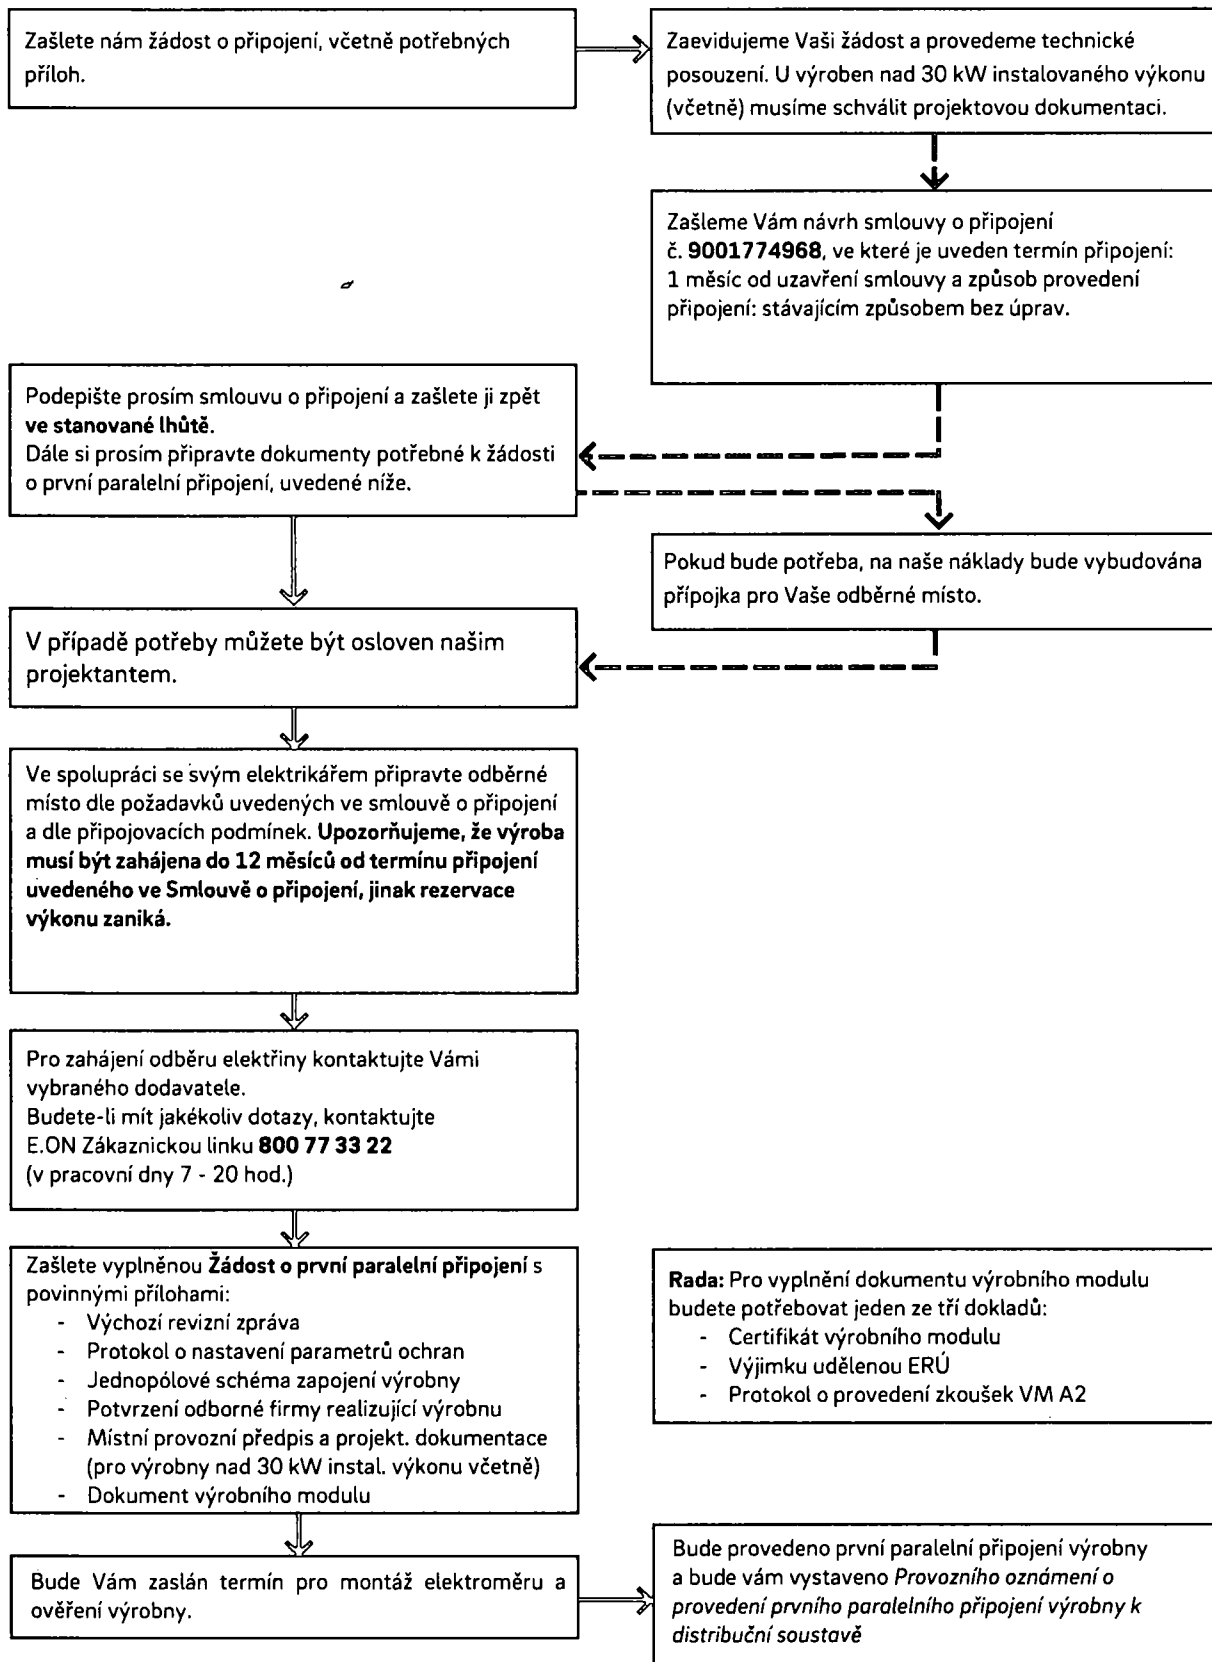 Zašlete nám žádost o připojení, včetně potřebných
příloh.
Zaevidujeme Vaši žádost a provedeme technické
posouzení. U výroben nad 30 kW instalovaného výkonu
(včetně) musíme schválit projektovou dokumentaci.
Zašleme Vám návrh smlouvy o připojení
č. 9001774968, ve které je uveden termín připojení:
1 měsíc od uzavření smlouvy a způsob provedení
připojení: stávajícím způsobem bez úprav.
Podepište prosím smlouvu o připojení a zašlete ji zpět
ve stanované lhůtě.
Dále si prosím připravte dokumenty potřebné k žádosti
o první paralelní připojení, uvedené níže.
Pokud bude potřeba, na naše náklady bude vybudována
přípojka pro Vaše odběrné místo.
V případě potřeby můžete být osloven našim
projektantem.
Ve spolupráci se svým elektrikářem připravte odběrné
místo dle požadavků uvedených ve smlouvě o připojení
a dle připojovacích podmínek. Upozorňujeme, že výroba
musí být zahájena do 12 měsíců od termínu připojení
uvedeného ve Smlouvě o připojení, jinak rezervace
výkonu zaniká.
Pro zahájení odběru elektřiny kontaktujte Vámi
vybraného dodavatele.
Budete-li mít jakékoliv dotazy, kontaktujte
E.ON Zákaznickou linku 800 77 33 22
(v pracovní dny 7 - 20 hod.)
Zašlete vyplněnou Žádost o první paralelní připojení s
povinnými přílohami:
- Výchozí revizní zpráva
- Protokol o nastavení parametrů ochran
- Jednopólové schéma zapojení výrobny
- Potvrzení odborné firmy realizující výrobnu
- Místní provozní předpis a projekt. dokumentace
(pro výrobny nad 30 kW instal. výkonu včetně)
- Dokument výrobního modulu
Rada: Pro vyplnění dokumentu výrobního modulu
budete potřebovat jeden ze tří dokladů:
- Certifikát výrobního modulu
- Výjimku udělenou ERÚ
- Protokol o provedení zkoušek VM A2
Bude Vám zaslán termín pro montáž elektroměru a
ověření výrobny.
Bude provedeno první paralelní připojení výrobny
a bude vám vystaveno Provozního oznámení o
provedení prvního paralelního připojení výrobny k
distribuční soustavě